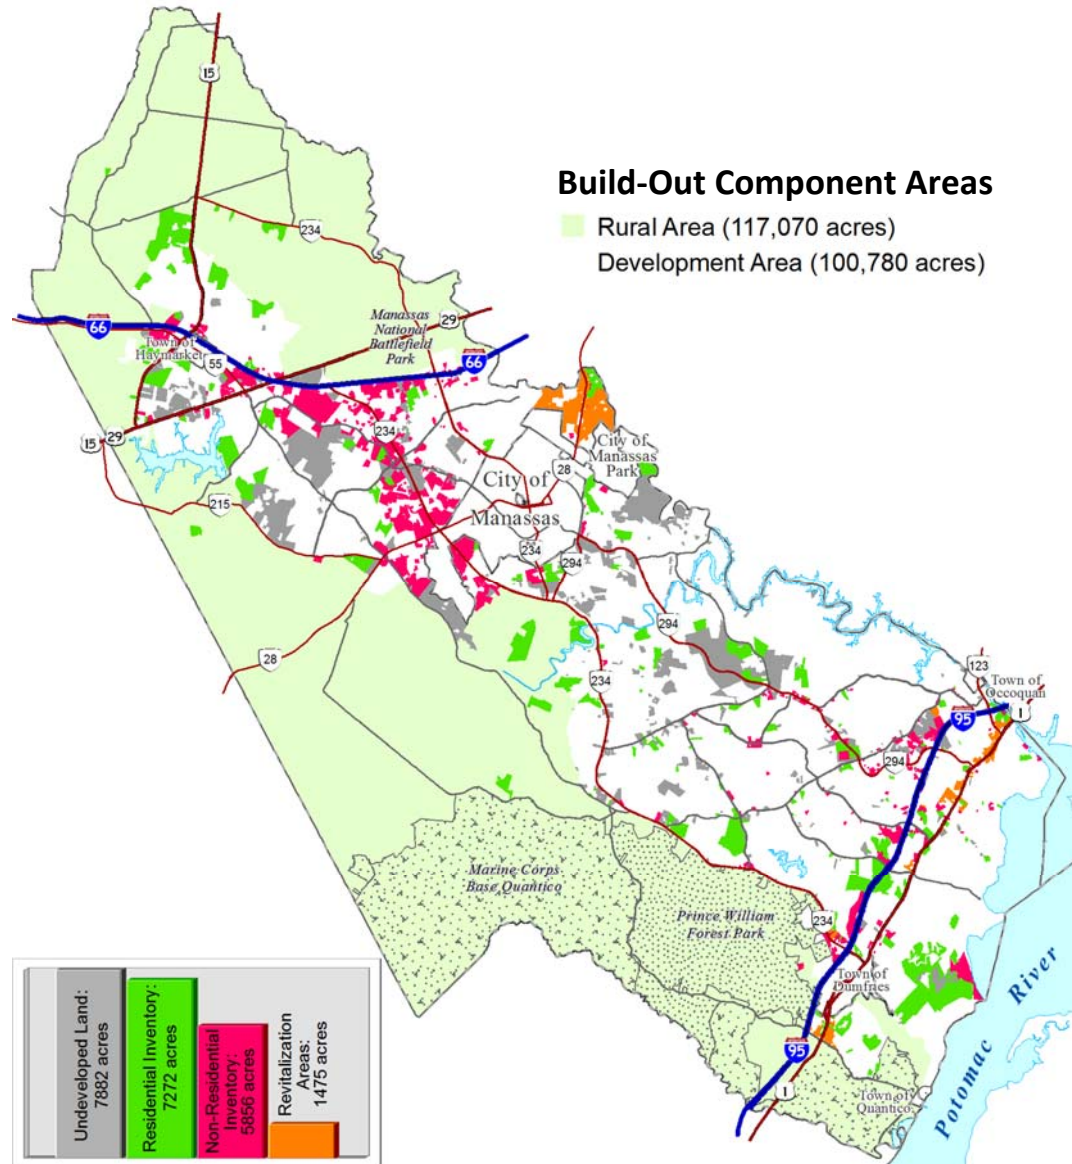 15
Build-Out Component Areas
Rural Area (117,070 acres)
Development Area (100,780 acres)
234
Manassas
National
Battlefield
Park
29
66
Town of
Haymarket
55
66
234
15
29
City of
Manassas
Park
28
City of
Manassas
215
234
294
294
28
234
123
Town of
Occoquan
95
1
294
Marine Corps
Base Quantico
Prince William
Forest Park
234
Town of
Dumfries
95
1
Town of
Quantico
Potomac River
Undeveloped Land:
7882 acres
Residential Inventory:
7272 acres
Non-Residential
Inventory:
5856 acres
Revitalization
Areas:
1475 acres